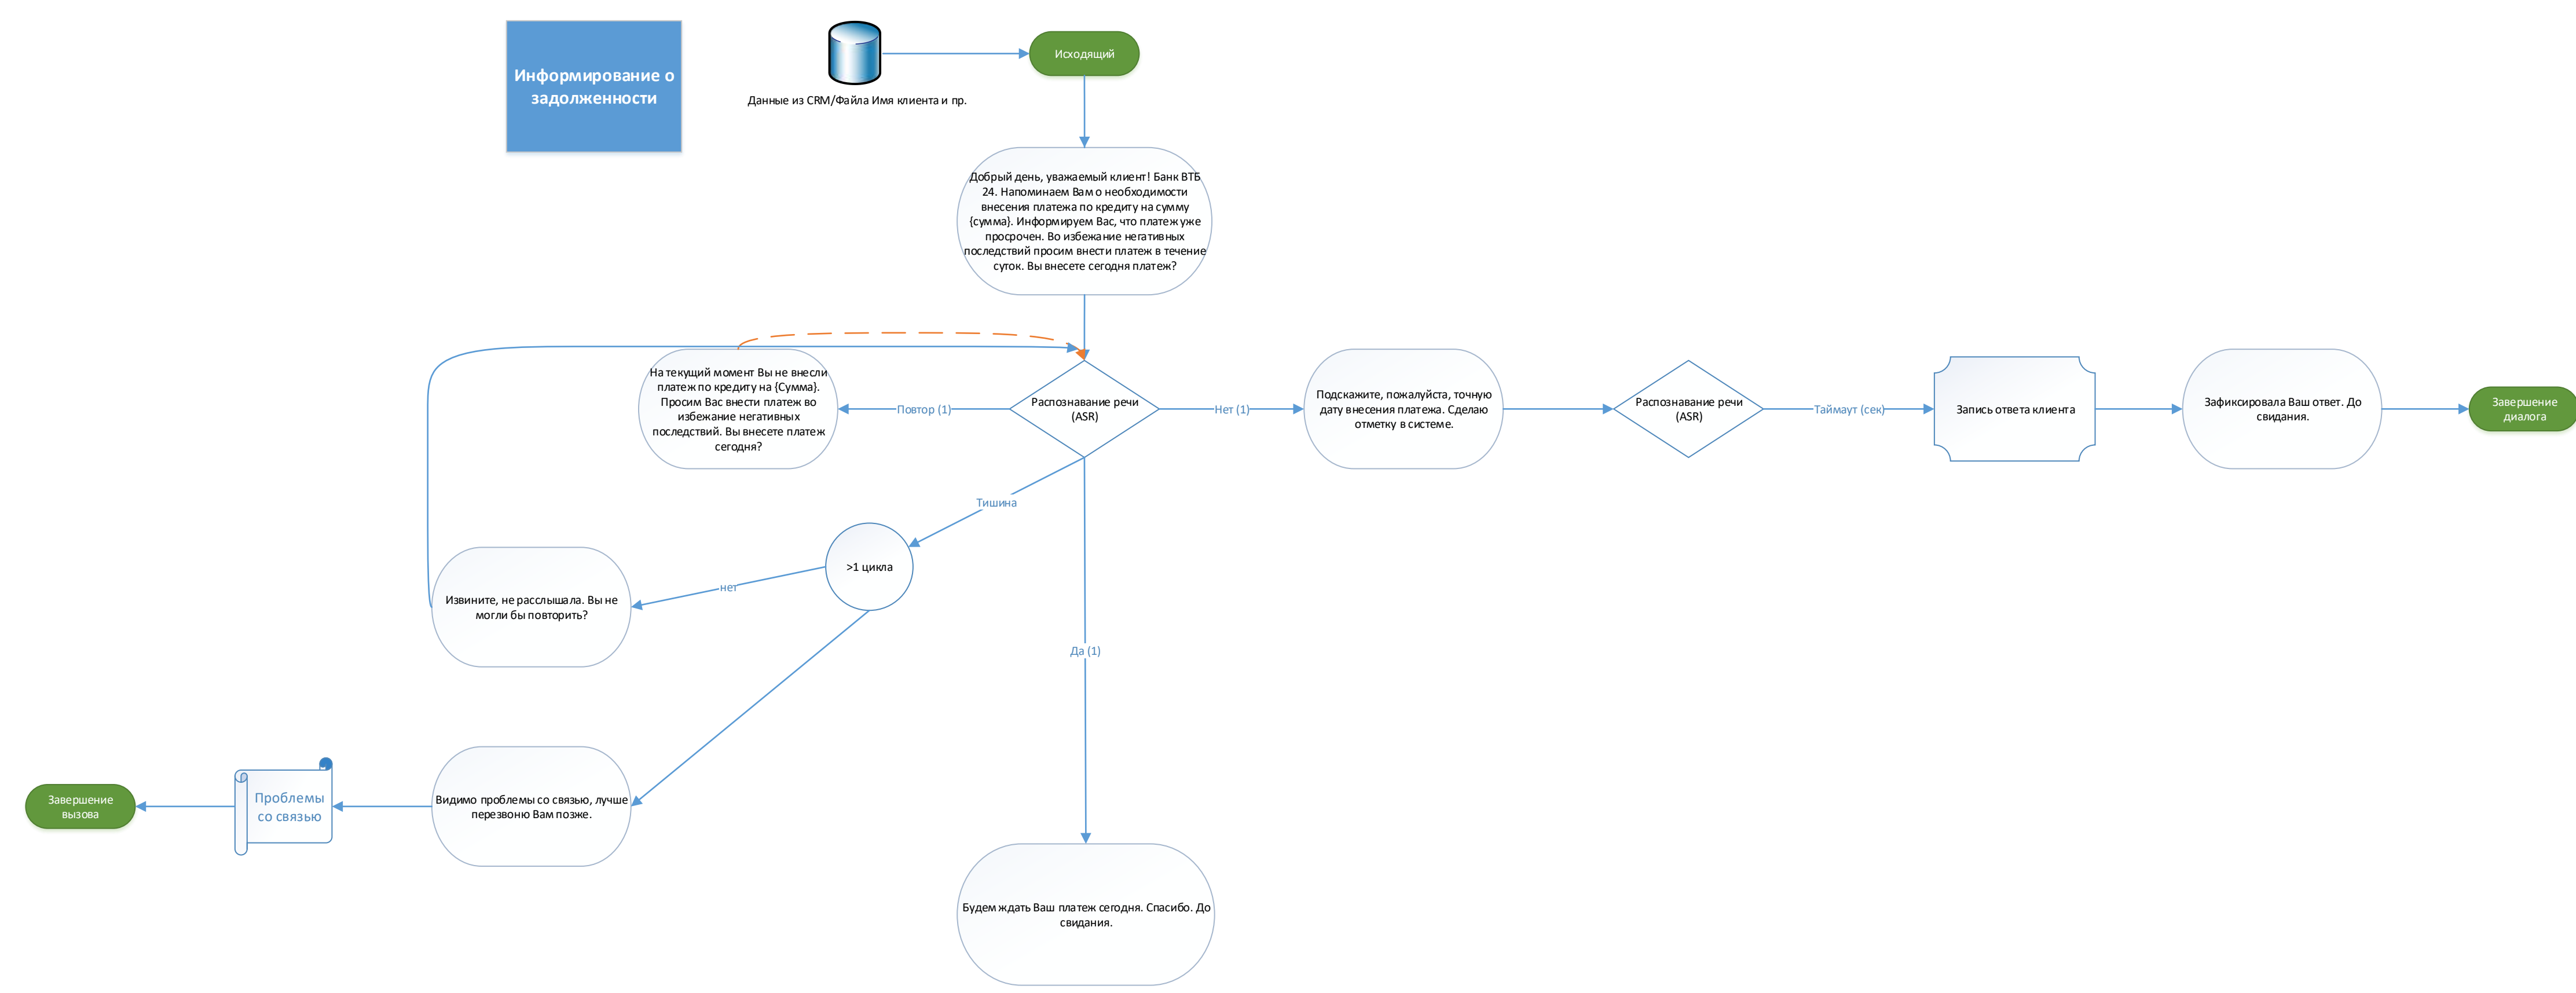 Информирование о
задолженности
Исходящий
Данные из CRM/Файла Имя клиента и пр.
Добрый день, уважаемый клиент! Банк ВТБ
24. Напоминаем Вам о необходимости
внесения платежа по кредиту на сумму
{сумма}. Информируем Вас, что платеж уже
просрочен. Во избежание негативных
последствий просим внести платеж в течение
суток. Вы внесете сегодня платеж?
На текущий момент Вы не внесли
платеж по кредиту на {Сумма}.
Просим Вас внести платеж во
избежание негативных
последствий. Вы внесете платеж
сегодня?
Повтор (1)
Распознавание речи
(ASR)
Нет (1)
Подскажите, пожалуйста, точную
дату внесения платежа. Сделаю
отметку в системе.
Распознавание речи
(ASR)
Таймаут (сек)
Запись ответа клиента
Зафиксировала Ваш ответ. До
свидания.
Завершение
диалога
Тишина
>1 цикла
нет
Извините, не расслышала. Вы не
могли бы повторить?
Да (1)
Завершение
вызова
Проблемы
со связью
Видимо проблемы со связью, лучше
перезвоню Вам позже.
Будем ждать Ваш платеж сегодня. Спасибо. До
свидания.